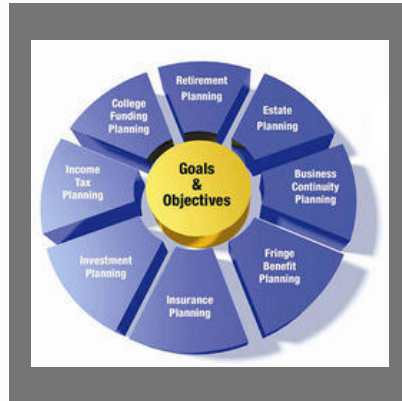 Retirement
Planning
Estate
Planning
Business
Continuity
Planning
Fringe
Benefit
Planning
Insurance
Planning
Investment
Planning
Income
Tax
Planning
College
Funding
Planning
Goals
&
Objectives